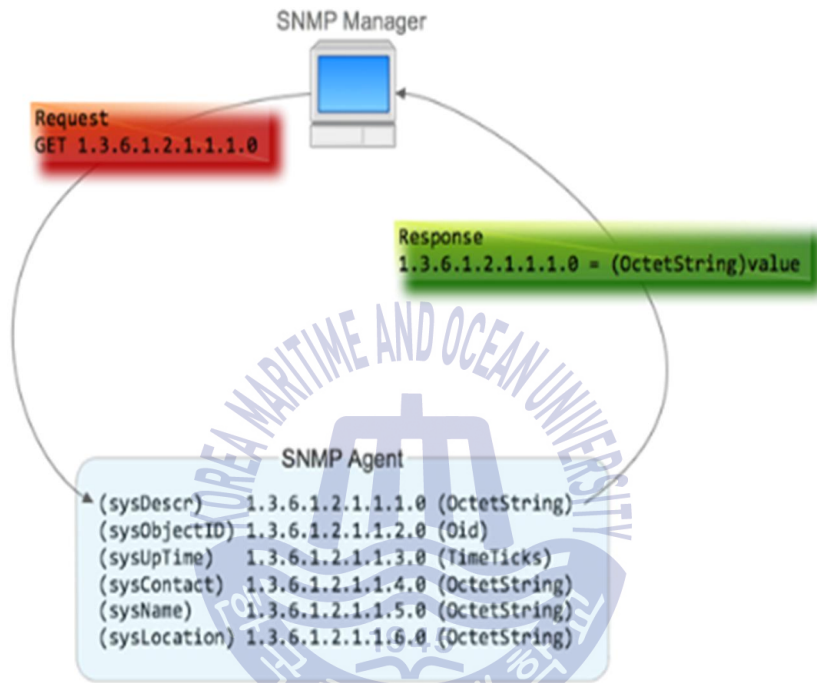 SNMP Manager
Request
GET 1.3.6.1.2.1.1.1.0
Response
1.3.6.1.2.1.1.1.0 = (OctetString)value
KOREA MARITIME AND OCEAN UNIVERSITY
SNMP Agent
(sysDescr) 1.3.6.1.2.1.1.1.0 (OctetString)
(sysObjectID) 1.3.6.1.2.1.1.2.0 (Oid)
(sysUpTime) 1.3.6.1.2.1.1.3.0 (TimeTicks)
(sysContact) 1.3.6.1.2.1.1.4.0 (OctetString)
(sysName) 1.3.6.1.2.1.1.5.0 (OctetString)
(sysLocation) 1.3.6.1.2.1.1.6.0 (OctetString)
1945